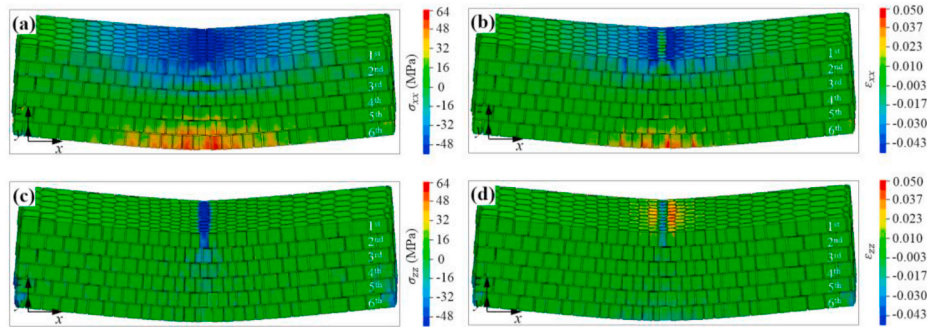 (a)
1st
2nd
3rd
4th
5th
6th
x
64
48
32
16
0
-16
-32
-48
σxx (MPa)
(b)
1st
2nd
3rd
4th
5th
6th
x
0.050
0.037
0.023
0.010
-0.003
-0.017
-0.030
-0.043
εxx
(c)
1st
2nd
3rd
4th
5th
6th
x
64
48
32
16
0
-16
-32
-48
σzz (MPa)
(d)
1st
2nd
3rd
4th
5th
6th
x
0.050
0.037
0.023
0.010
-0.003
-0.017
-0.030
-0.043
εzz